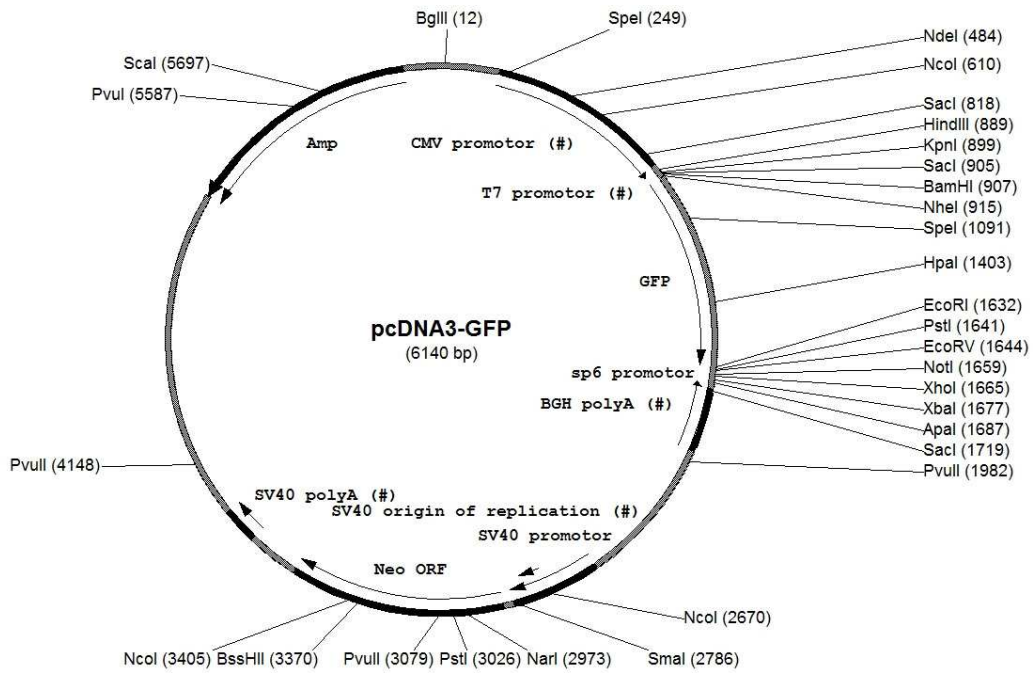 BglII (12)
SpeI (249)
NdeI (484)
NcoI (610)
SacI (818)
HindIII (889)
KpnI (899)
SacI (905)
BamHI (907)
NheI (915)
SpeI (1091)
HpaI (1403)
EcoRI (1632)
PstI (1641)
EcoRV (1644)
NotI (1659)
XhoI (1665)
XbaI (1677)
ApaI (1687)
SacI (1719)
PvuII (1982)
NcoI (2670)
SmaI (2786)
NarI (2973)
PstI (3026)
PvuII (3079)
BssHII (3370)
NcoI (3405)
PvuII (4148)
PvuI (5587)
ScaI (5697)
Amp
CMV promotor (#)
T7 promotor (#)
GFP
pcDNA3-GFP
(6140 bp)
sp6 promotor
BGH polyA (#)
SV40 polyA (#)
SV40 origin of replication (#)
SV40 promotor
Neo ORF